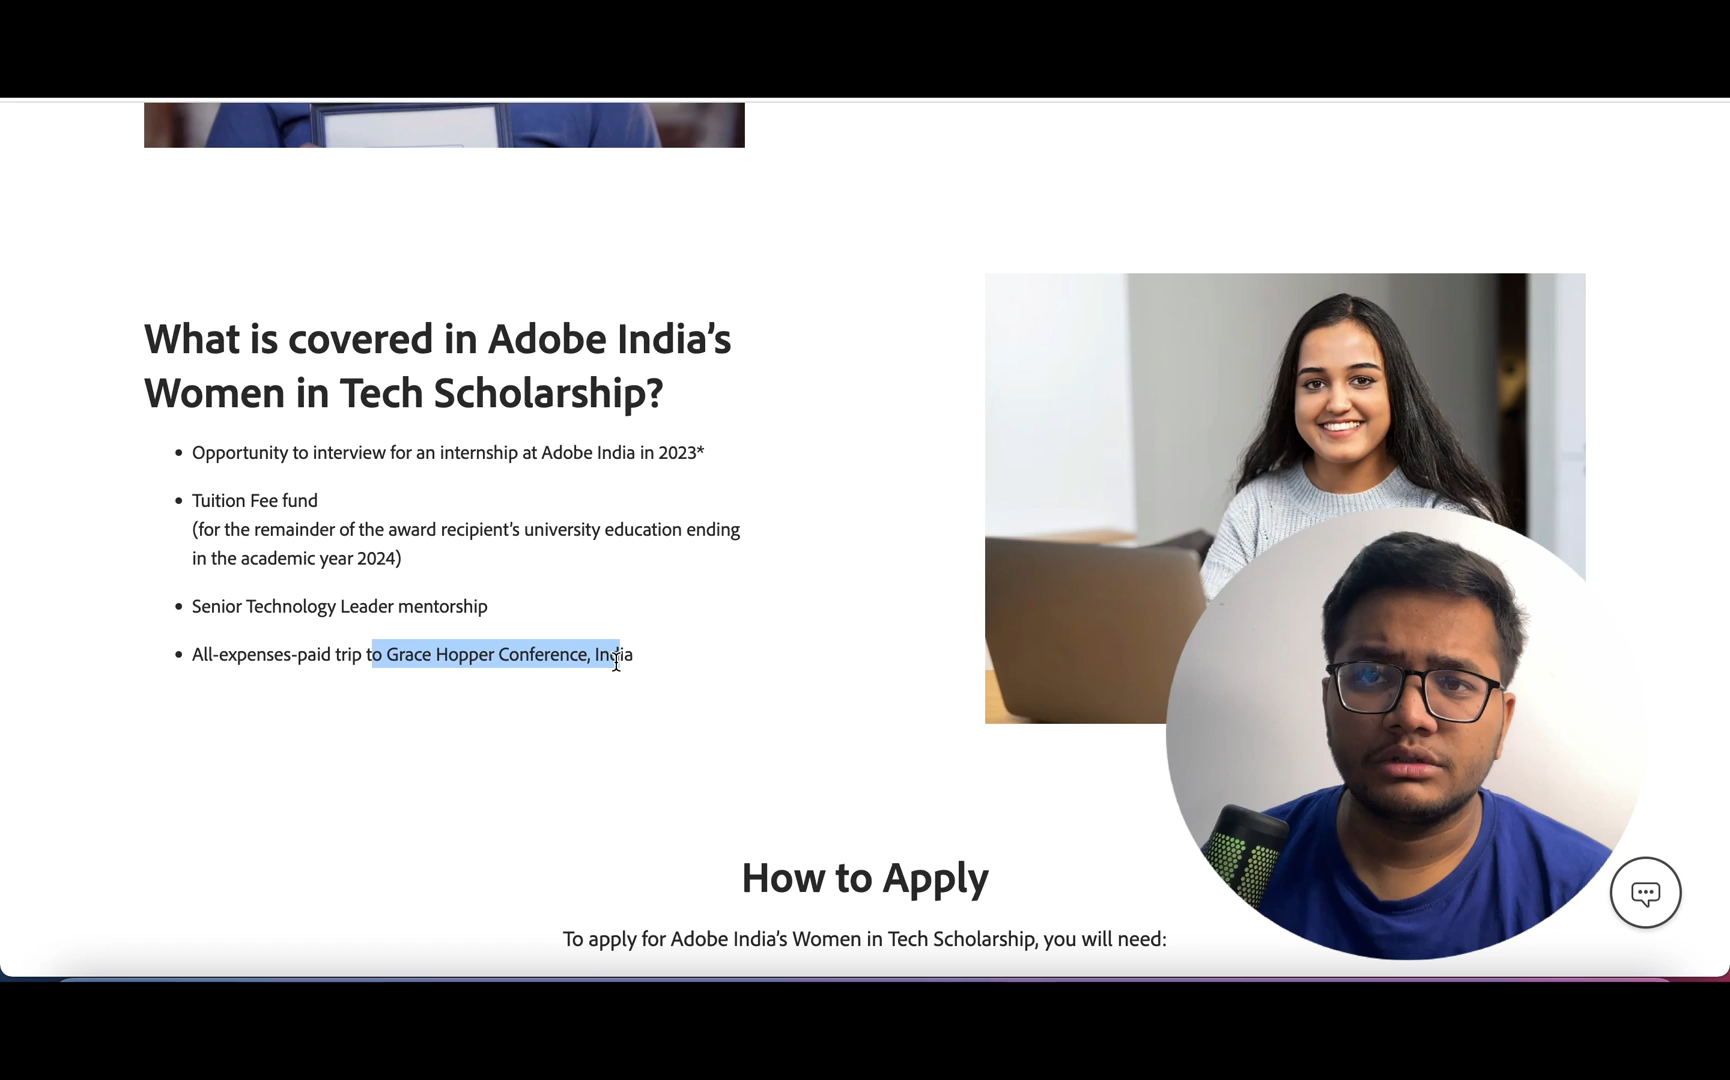 What is covered in Adobe India’s
Women in Tech Scholarship?
Opportunity to interview for an internship at Adobe India in 2023*
Tuition Fee fund
(for the remainder of the award recipient’s university education ending
in the academic year 2024)
Senior Technology Leader mentorship
All-expenses-paid trip to Grace Hopper Conference, India
How to Apply
To apply for Adobe India’s Women in Tech Scholarship, you will need: